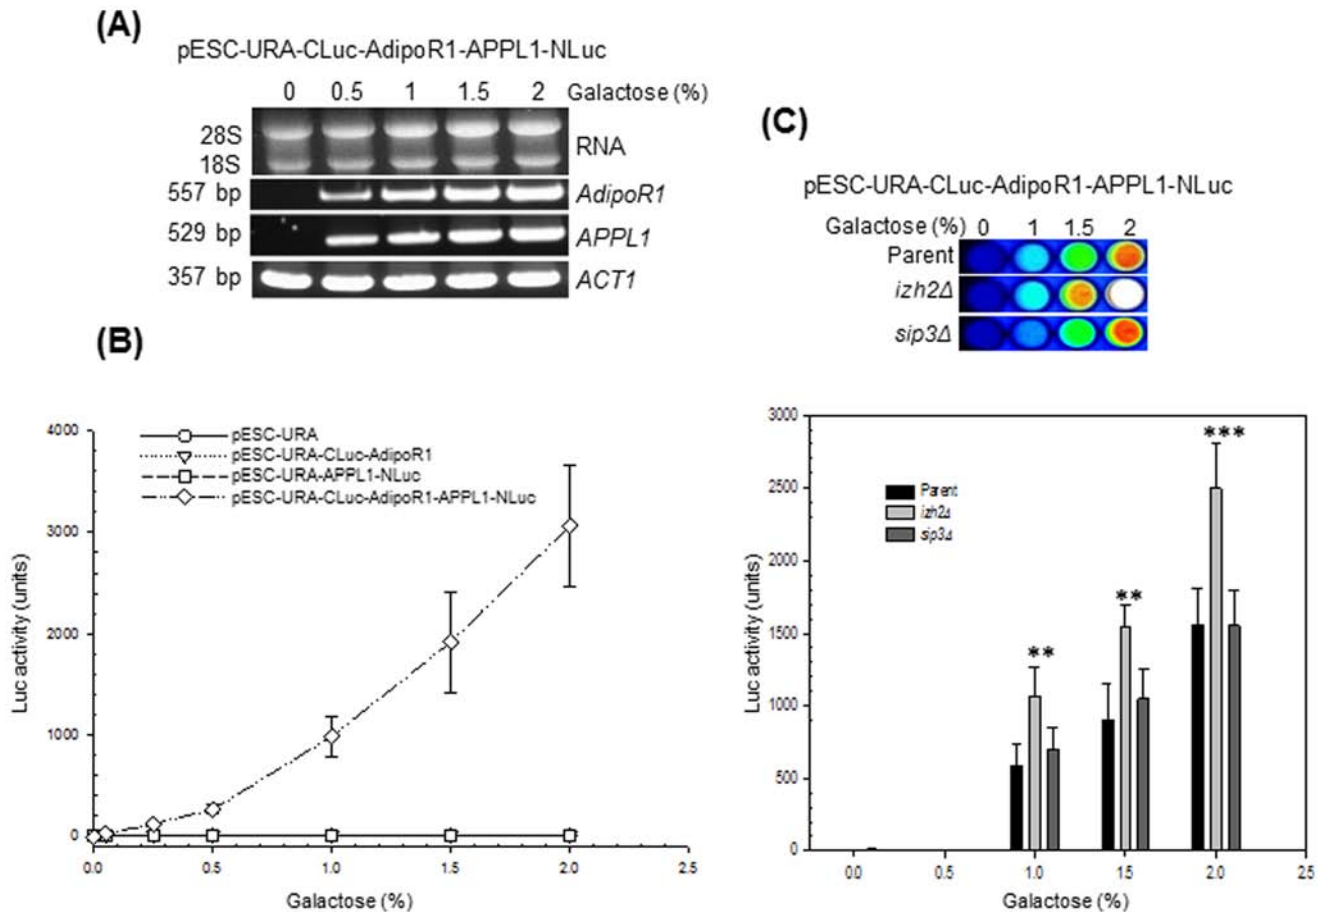 (A)
pESC-URA-CLuc-AdipoR1-APPL1-NLuc
0 0.5 1 1.5 2 Galactose (%)
28S
18S
RNA
557 bp AdipoR1
529 bp APPL1
357 bp ACT1
(B)
4000
3000
2000
1000
0
Luc activity (units)
pESC-URA
pESC-URA-CLuc-AdipoR1
pESC-URA-APPL1-NLuc
pESC-URA-CLuc-AdipoR1-APPL1-NLuc
0.0 0.5 1.0 1.5 2.0 2.5
Galactose (%)
(C)
pESC-URA-CLuc-AdipoR1-APPL1-NLuc
Galactose (%) 0 1 1.5 2
Parent
izh2Δ
sip3Δ
3000
2500
2000
1500
1000
500
0
Luc activity (units)
Parent
izh2Δ
sip3Δ
**
**
***
0.0 0.5 1.0 1.5 2.0 2.5
Galactose (%)